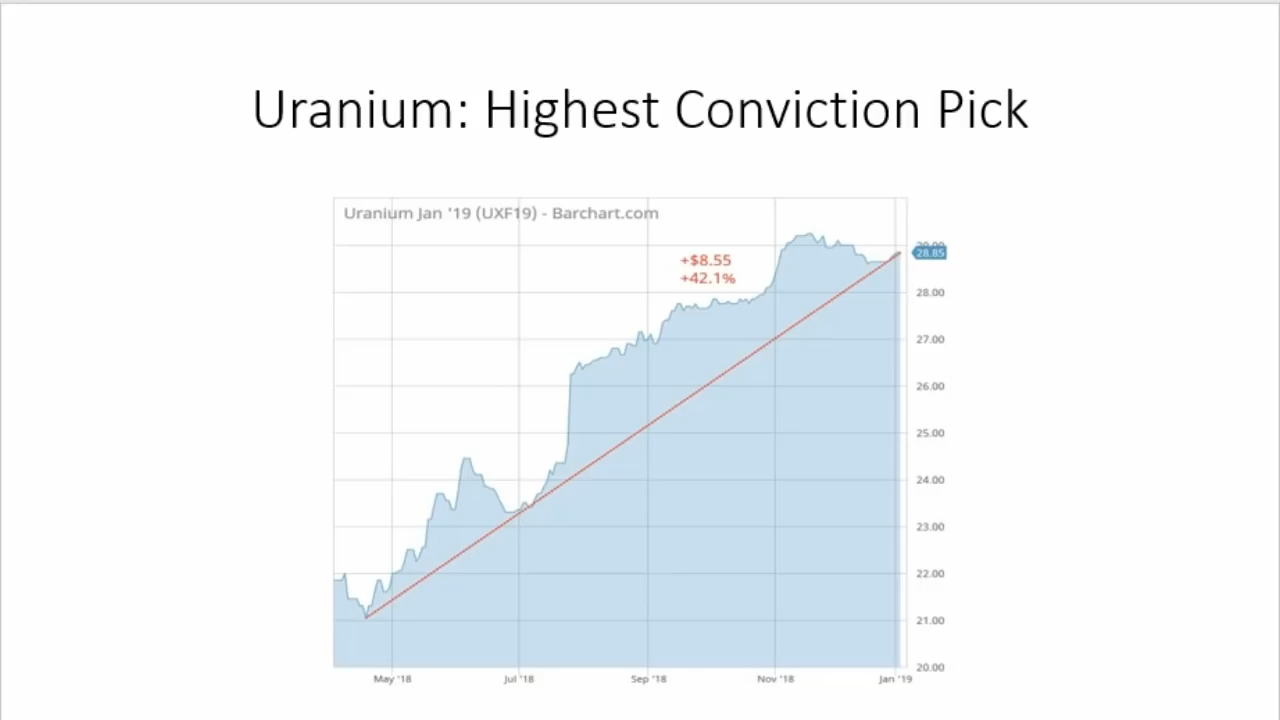 Uranium: Highest Conviction Pick
Uranium Jan '19 (UXF19) - Barchart.com
+$8.55
+42.1%
28.85
28.00
27.00
26.00
25.00
24.00
23.00
22.00
21.00
20.00
May '18
Jul '18
Sep '18
Nov '18
Jan '19